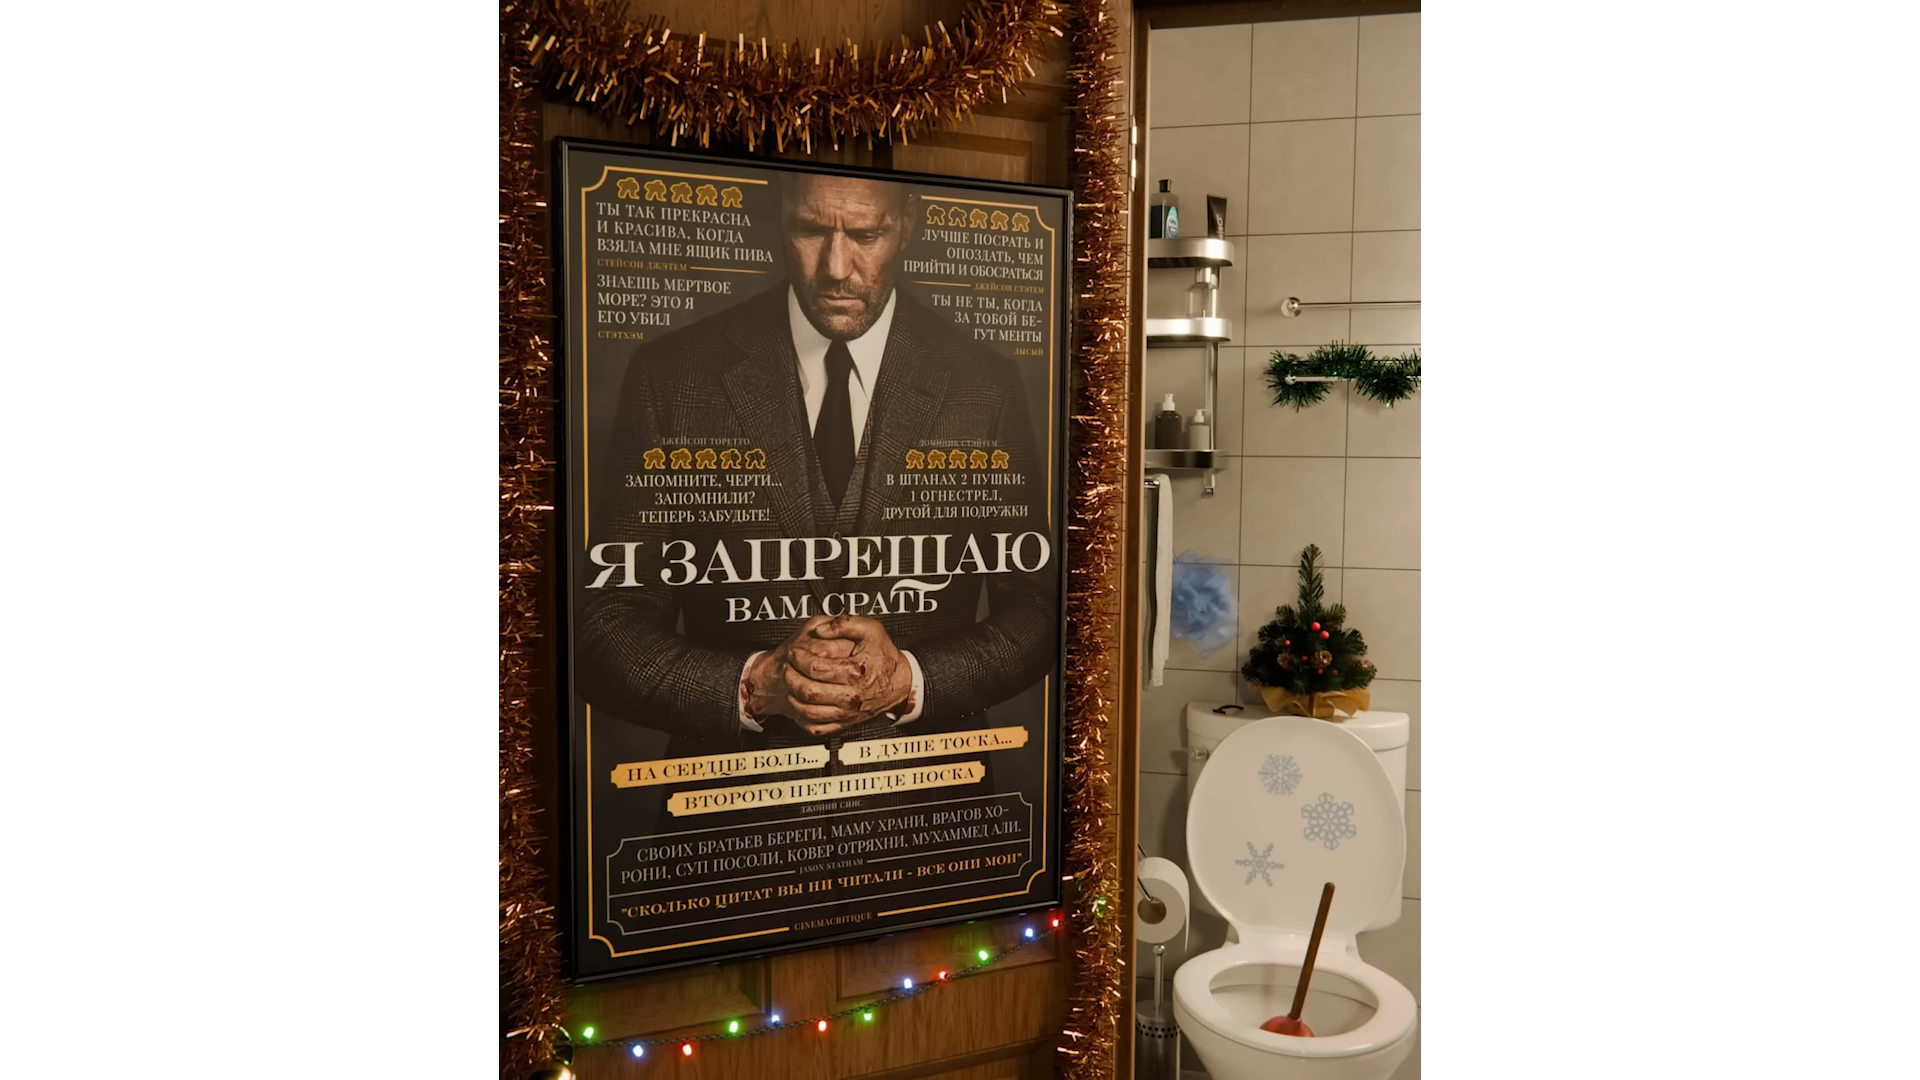 ТЫ ТАК ПРЕКРАСНА
И КРАСИВА, КОГДА
ВЗЯЛА МНЕ ЯЩИК ПИВА
СТЕЙСОН ДЖЭТЕМ
ЗНАЕШЬ МЕРТВОЕ
МОРЕ? ЭТО Я
ЕГО УБИЛ
СТЭТХЭМ
ЛУЧШЕ ПОСРАТЬ И
ОПОЗДАТЬ, ЧЕМ
ПРИЙТИ И ОБОСРАТЬСЯ
ДЖЕЙСОН СТЭТЕМ
ТЫ НЕ ТЫ, КОГДА
ЗА ТОБОЙ БЕ-
ГУТ МЕНТЫ
ЛЫСЫЙ
ДЖЕЙСОН ТОРЕТТО
ЗАПОМНИТЕ, ЧЕРТИ...
ЗАПОМНИЛИ?
ТЕПЕРЬ ЗАБУДЬТЕ!
ДОМИНИК СТЭЙТЕМ
В ШТАНАХ 2 ПУШКИ:
1 ОГНЕСТРЕЛ,
ДРУГОЙ ДЛЯ ПОДРУЖКИ
Я ЗАПРЕЩАЮ
ВАМ СРАТЬ
НА СЕРДЦЕ БОЛЬ...
В ДУШЕ ТОСКА...
ВТОРОГО НЕТ НИГДЕ НОСКА
ДЖОННИ СИНС
СВОИХ БРАТЬЕВ БЕРЕГИ, МАМУ ХРАНИ, ВРАГОВ ХО-
РОНИ, СУП ПОСОЛИ, КОВЕР ОТРЯХНИ, МУХАММЕД АЛИ.
JASON STATHAM
"СКОЛЬКО ЦИТАТ ВЫ НИ ЧИТАЛИ - ВСЕ ОНИ МОИ"
CINEMACRITIQUE